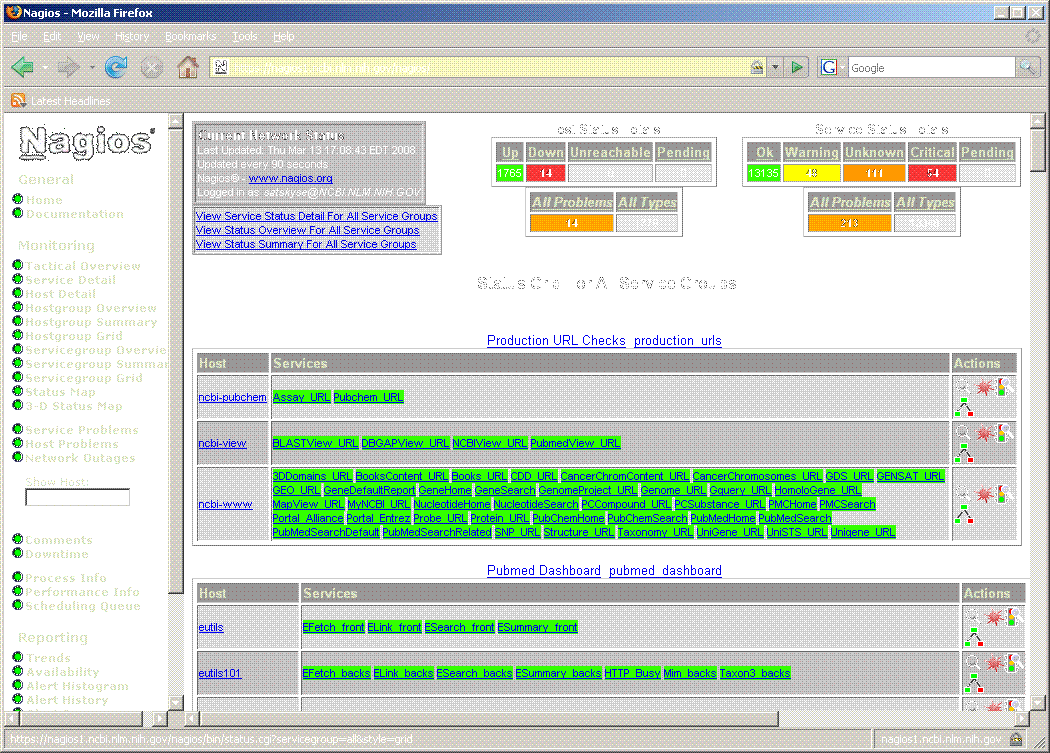 Nagios - Mozilla Firefox
File Edit View History Bookmarks Tools Help
Google
Latest Headlines
Nagios
General
Home
Documentation
Monitoring
Tactical Overview
Service Detail
Host Detail
Hostgroup Overview
Hostgroup Summary
Hostgroup Grid
Servicegroup Overvie
Servicegroup Summar
Servicegroup Grid
Status Map
3-D Status Map
Service Problems
Host Problems
Network Outages
Show Host:
Comments
Downtime
Process Info
Performance Info
Scheduling Queue
Reporting
Trends
Availability
Alert Histogram
Alert History
Current Network Status
Last Updated: Thu Mar 13 17:08:43 EDT 2008
Updated every 90 seconds
Nagios® - www.nagios.org
Logged in as satskyse@NCBI.NLM.NIH.GOV
View Service Status Detail For All Service Groups
View Status Overview For All Service Groups
View Status Summary For All Service Groups
Host Status Totals
Up Down Unreachable Pending
1765 14 0 0
All Problems All Types
14
Service Status Totals
Ok Warning Unknown Critical Pending
13135
All Problems All Types
Status Grid For All Service Groups
Production URL Checks production_urls
Host Services Actions
ncbi-pubchem Assay_URL Pubchem_URL
ncbi-view BLASTView_URL DBGAPView_URL NCBIView_URL PubmedView_URL
3DDomains_URL BooksContent_URL Books_URL CDD_URL CancerChromContent_URL CancerChromosomes_URL GDS_URL GENSAT_URL
GEO_URL GeneDefaultReport GeneHome GeneSearch GenomeProject_URL Genome_URL Gquery_URL HomoloGene_URL
ncbi-www MapView_URL MyNCBI_URL NucleotideHome NucleotideSearch PCCompound_URL PCSubstance_URL PMCHome PMCSearch
Portal_Alliance Portal_Entrez Probe_URL Protein_URL PubChemHome PubChemSearch PubMedHome PubMedSearch
PubMedSearchDefault PubMedSearchRelated SNP_URL Structure_URL Taxonomy_URL UniGene_URL UniSTS_URL Unigene_URL
Pubmed Dashboard pubmed_dashboard
Host Services Actions
eutils EFetch_front ELink_front ESearch_front ESummary_front
eutils101 EFetch_backs ELink_backs ESearch_backs ESummary_backs HTTP_Busy Mim_backs Taxon3_backs
https://nagios1.ncbi.nlm.nih.gov/nagios/bin/status.cgi?servicegroup=all&style=grid
nagios1.ncbi.nlm.nih.gov